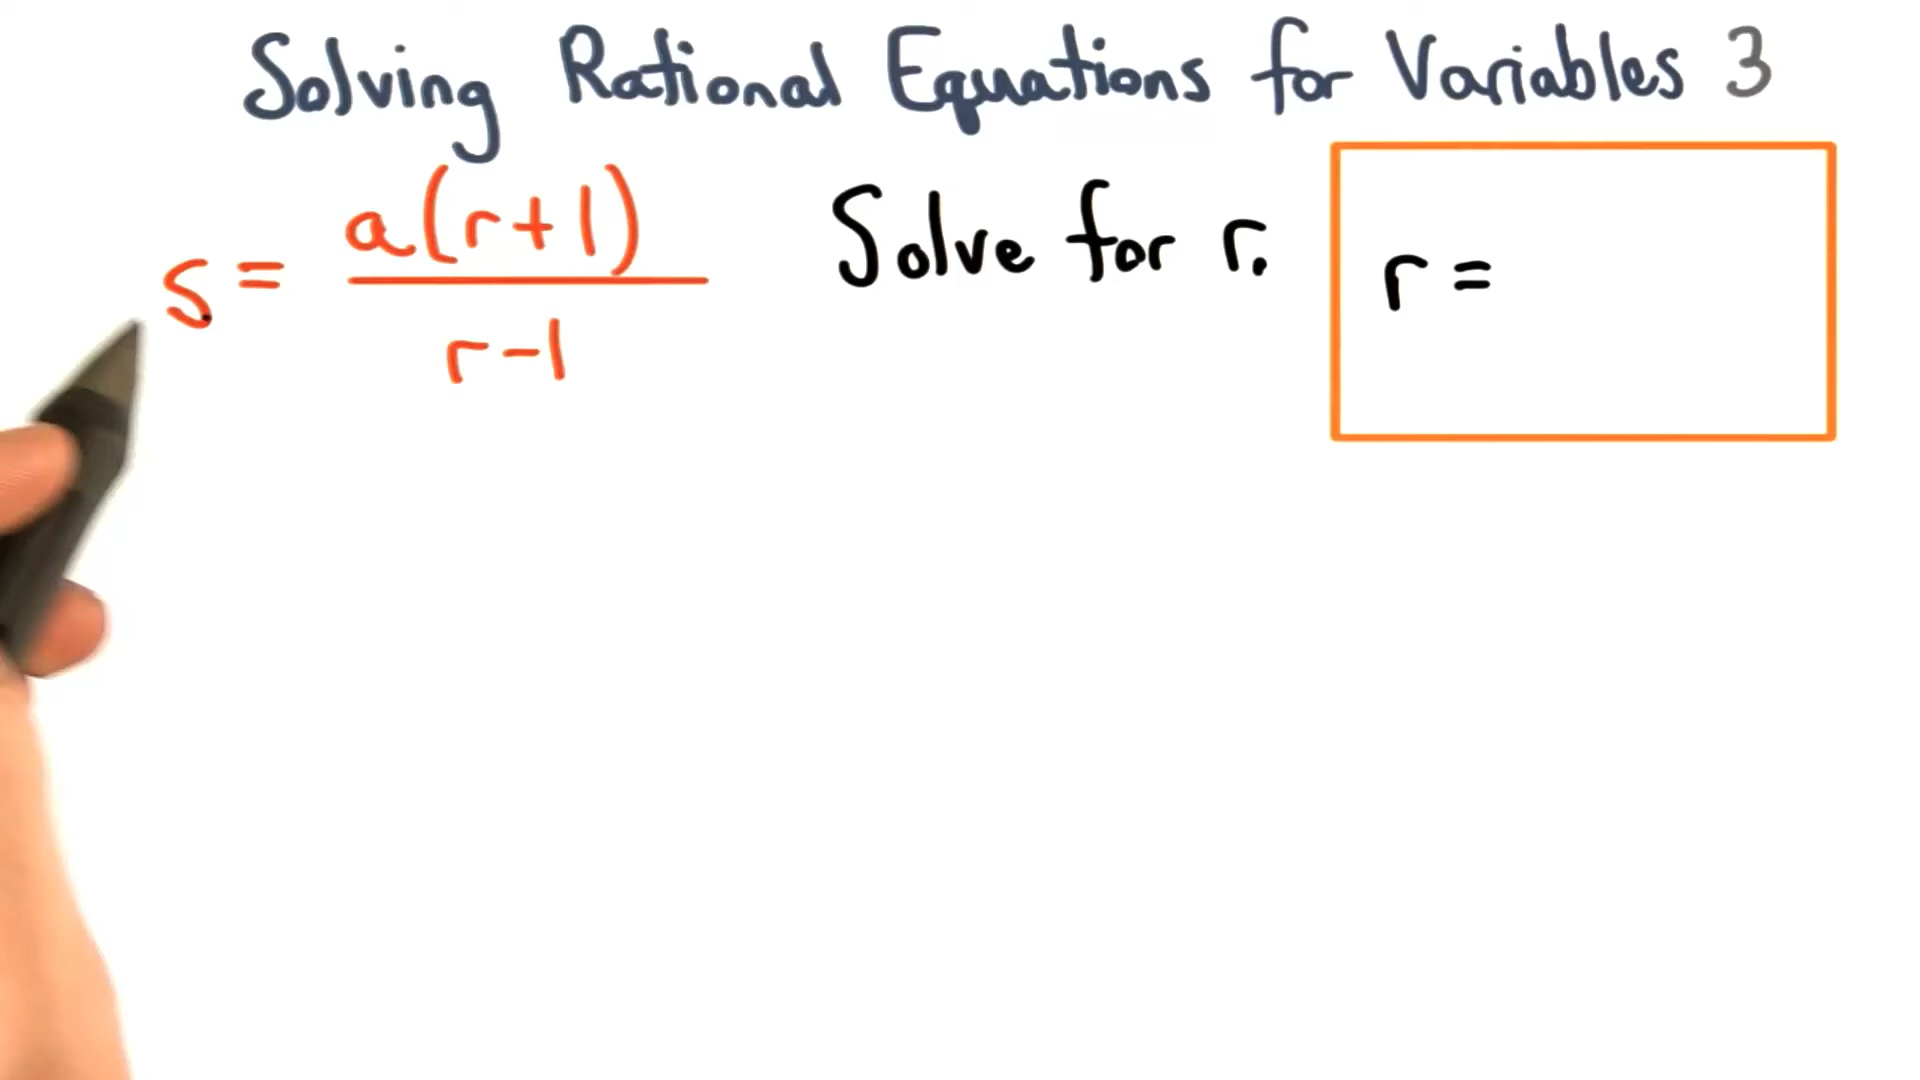 Solving Rational Equations for Variables 3
s = a(r+1) / r-1
Solve for r.
r =